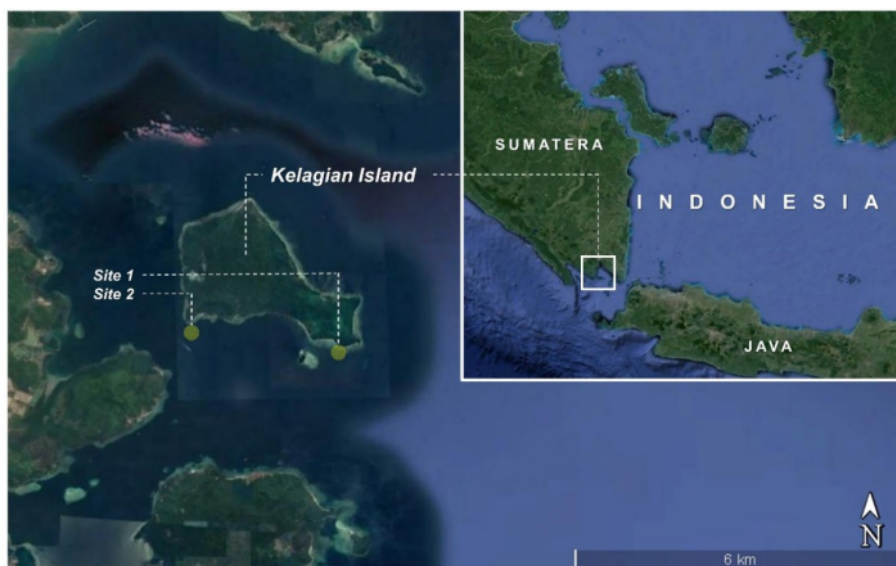 SUMATERA
Kelagian Island
INDONESIA
Site 1
Site 2
JAVA
N
6 km